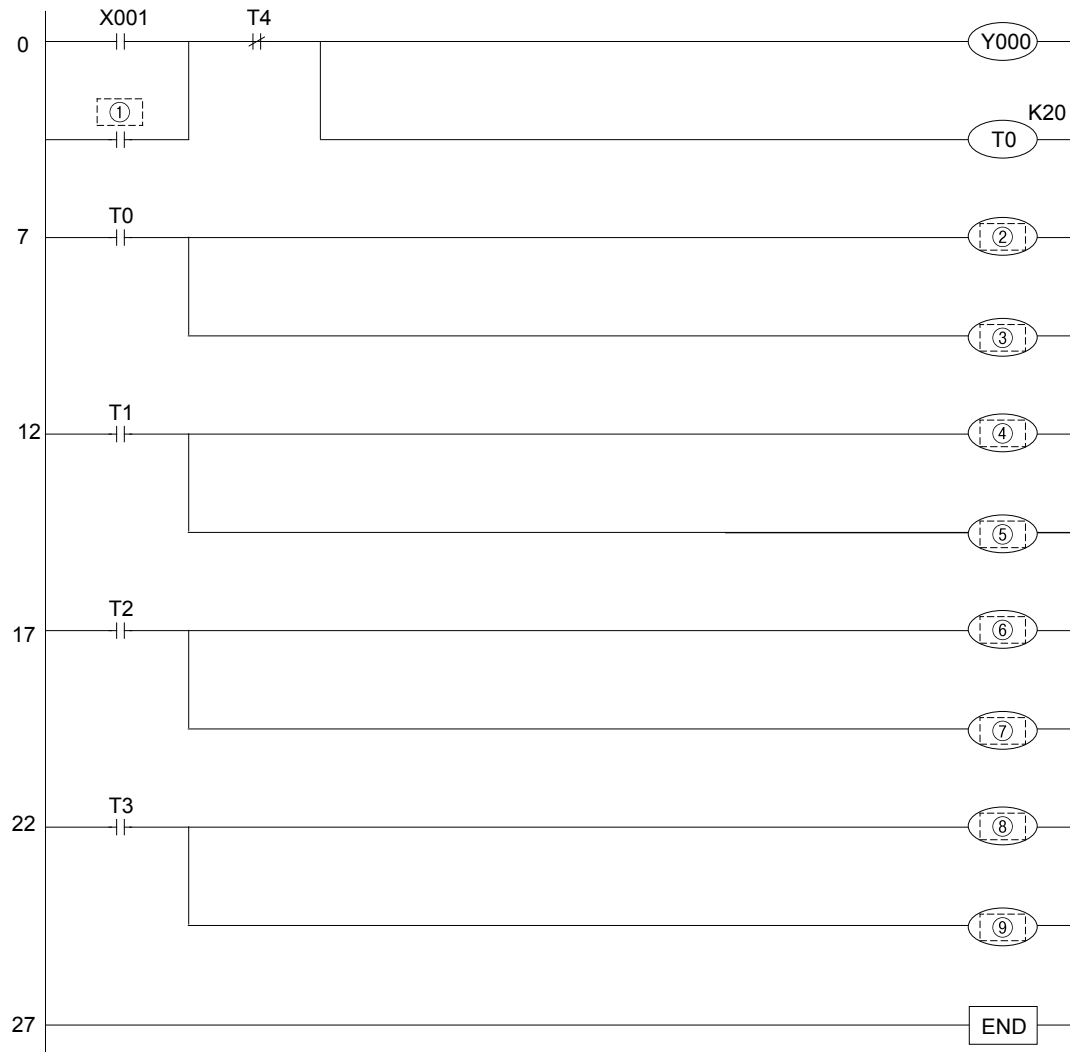 X001 T4
0 Y000
①
K20
T0
T0
7 ②
③
T1
12 ④
⑤
T2
17 ⑥
⑦
T3
22 ⑧
⑨
27 END